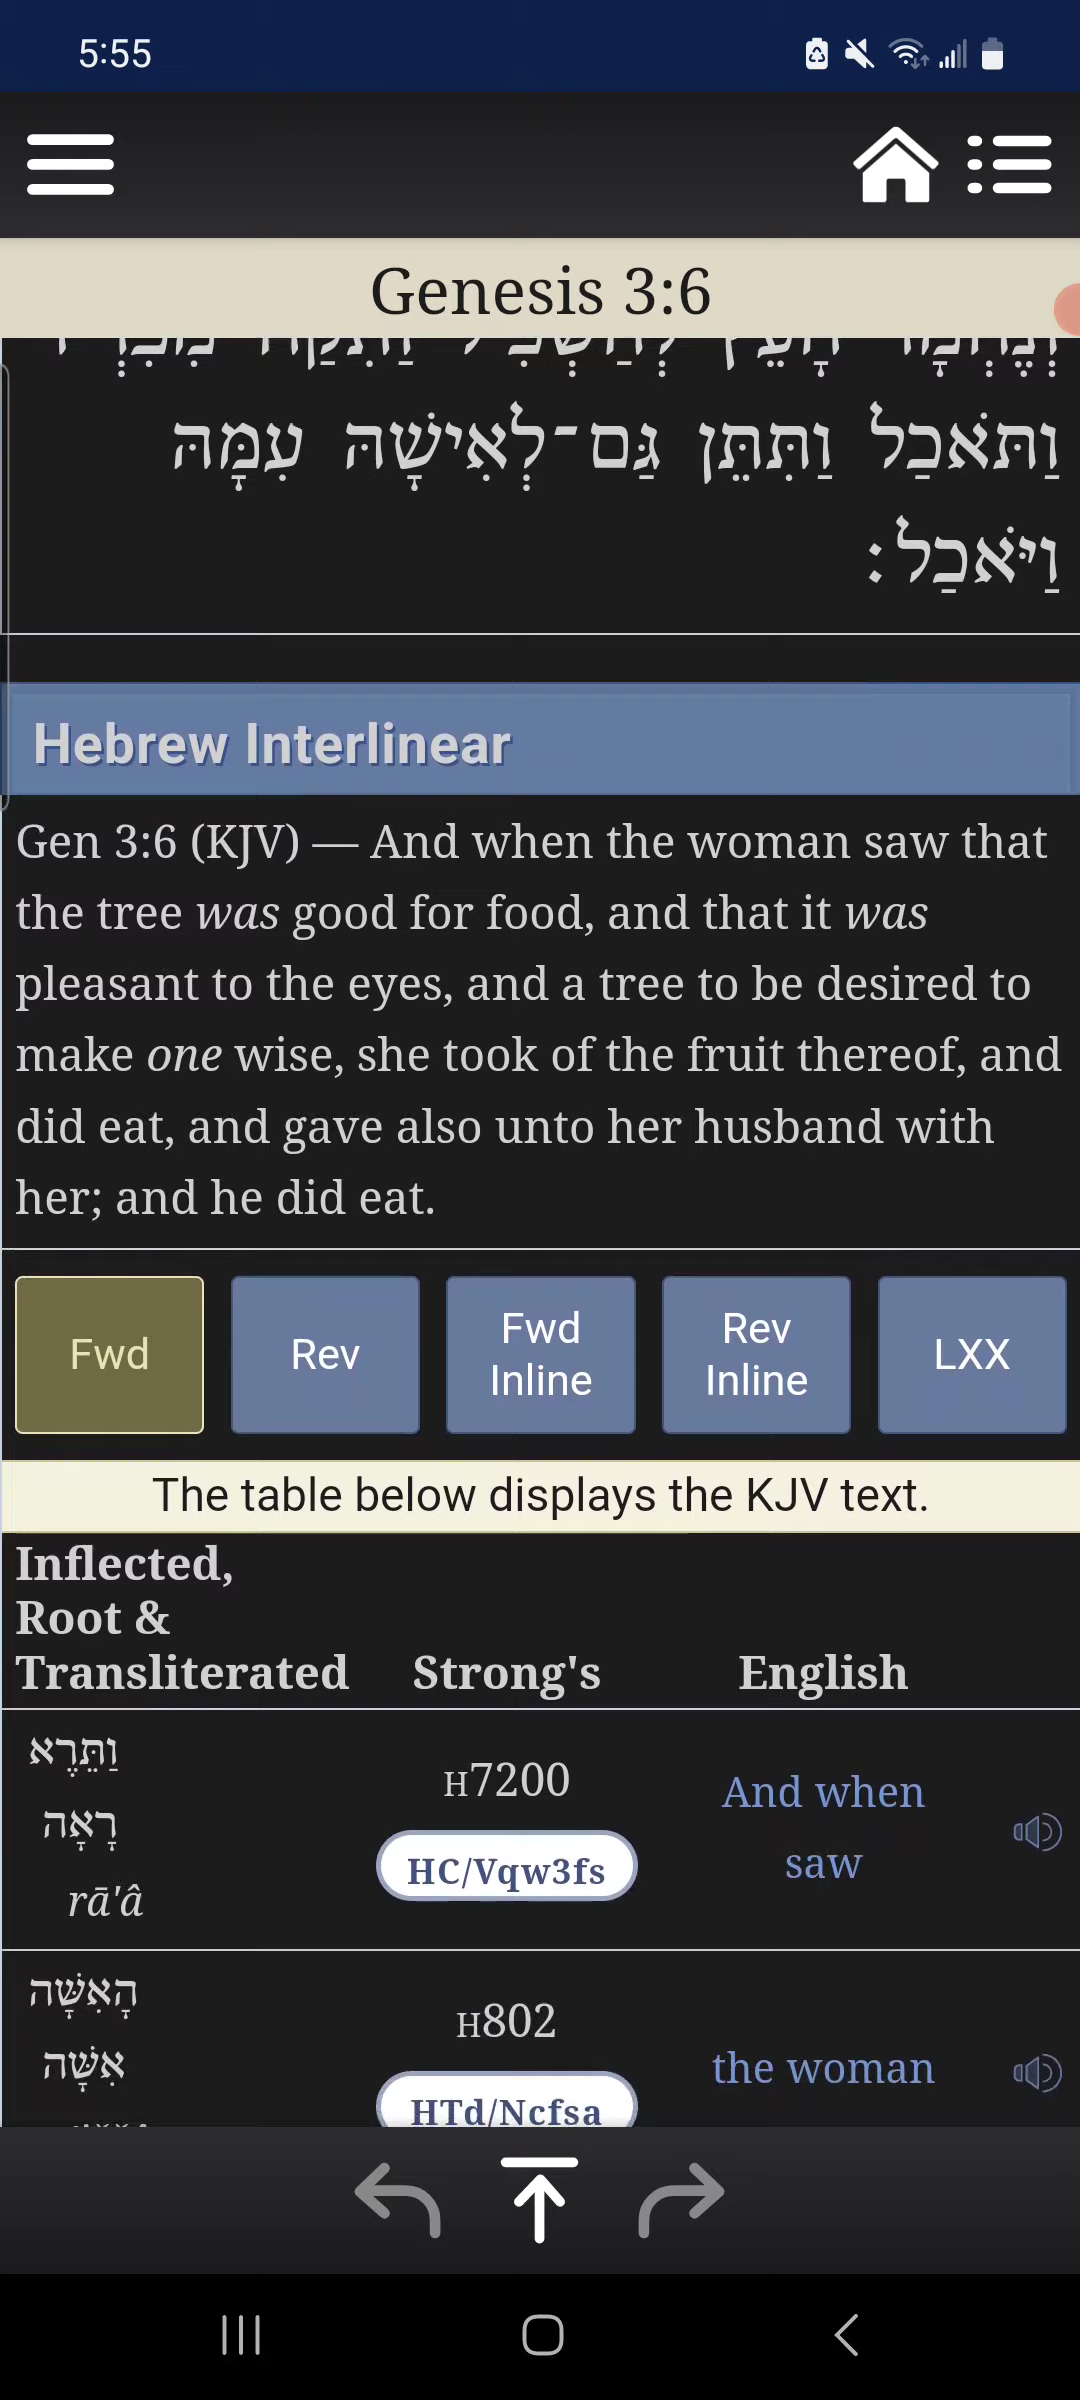 5:55
Genesis 3:6
וַתֹּאכַל וַתִּתֵּן גַּם־לְאִישָׁהּ עִמָּהּ
וַיֹּאכַל׃
Hebrew Interlinear
Gen 3:6 (KJV) — And when the woman saw that
the tree was good for food, and that it was
pleasant to the eyes, and a tree to be desired to
make one wise, she took of the fruit thereof, and
did eat, and gave also unto her husband with
her; and he did eat.
Fwd
Rev
Fwd
Inline
Rev
Inline
LXX
The table below displays the KJV text.
Inflected,
Root &
Transliterated
Strong's
English
וַתֵּרֶא
רָאָה
rā'â
H7200
HC/Vqw3fs
And when
saw
הָאִשָּׁה
אִשָּׁה
H802
HTd/Ncfsa
the woman